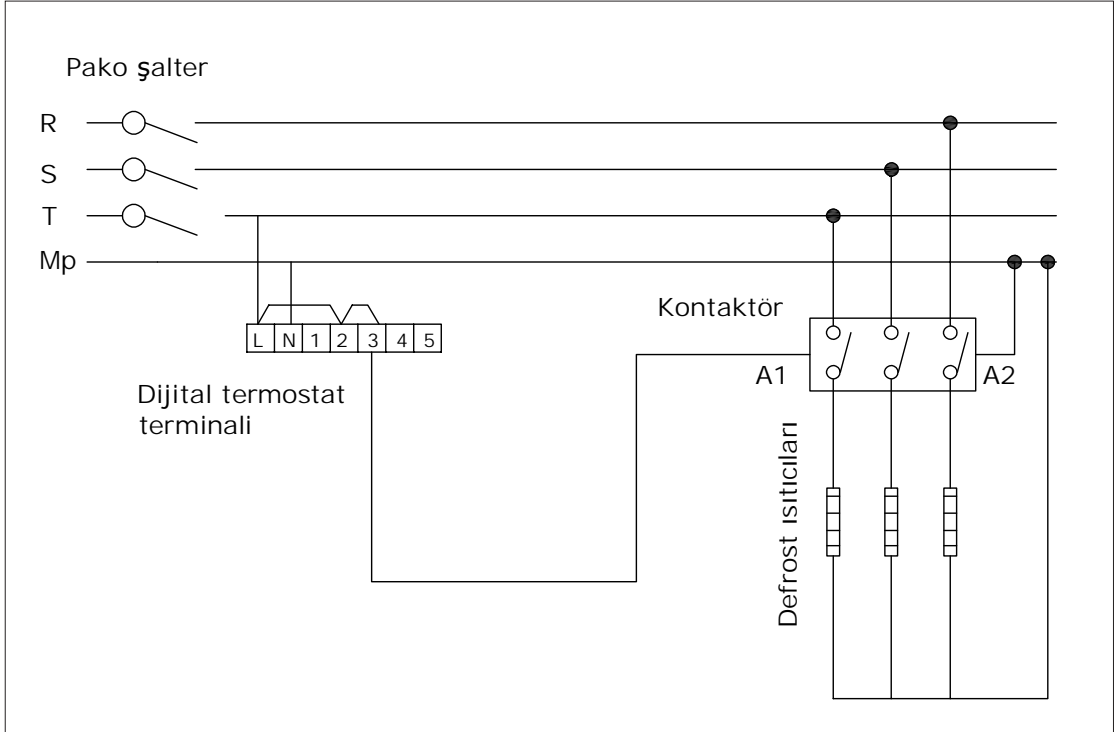 Pako şalter
R
S
T
Mp
Kontaktör
L N 1 2 3 4 5
A1
A2
Dijital termostat
terminali
Defrost ısıtıcıları